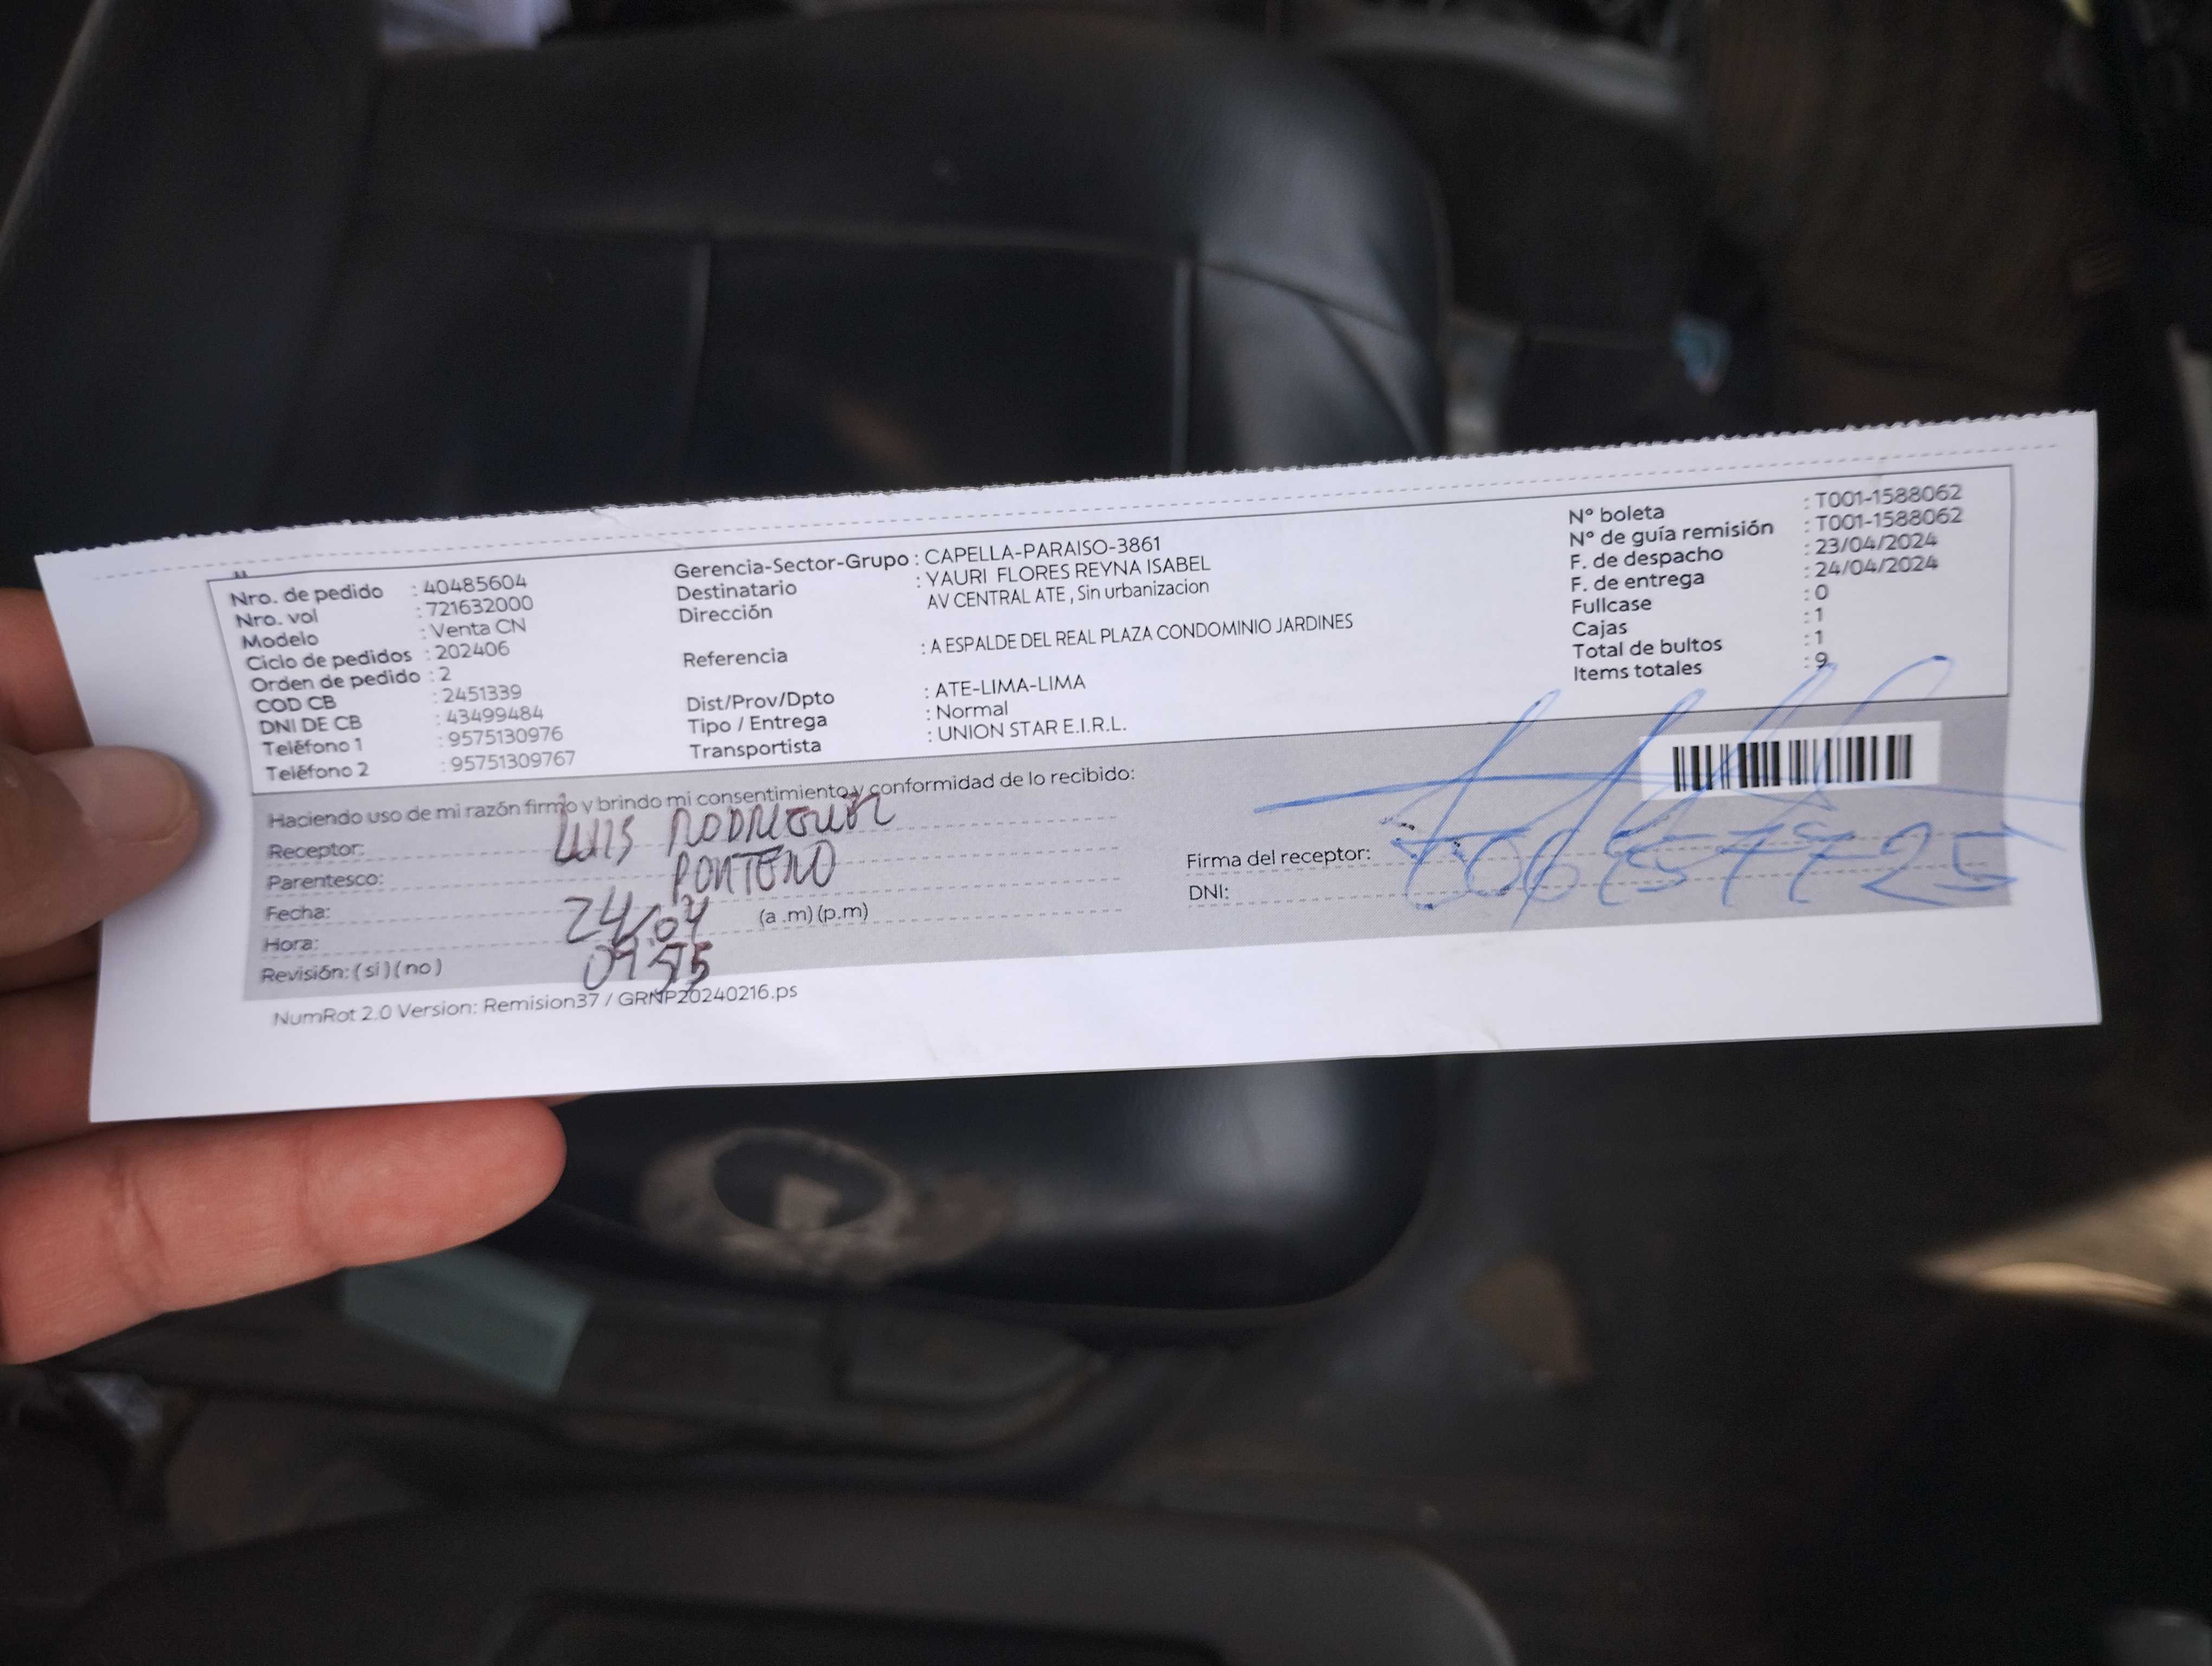 Nro. de pedido : 40485604
Nro. vol : 721632000
Modelo : Venta CN
Ciclo de pedidos : 202406
Orden de pedido : 2
COD CB : 2451339
DNI DE CB : 43499484
Teléfono 1 : 9575130976
Teléfono 2 : 95751309767
Gerencia-Sector-Grupo : CAPELLA-PARAISO-3861
Destinatario : YAURI FLORES REYNA ISABEL
Dirección AV CENTRAL ATE , Sin urbanizacion
Referencia : A ESPALDE DEL REAL PLAZA CONDOMINIO JARDINES
Dist/Prov/Dpto : ATE-LIMA-LIMA
Tipo / Entrega : Normal
Transportista : UNION STAR E.I.R.L.
N° boleta : T001-1588062
N° de guía remisión : T001-1588062
F. de despacho : 23/04/2024
F. de entrega : 24/04/2024
Fullcase : 0
Cajas : 1
Total de bultos : 1
Items totales : 9
Haciendo uso de mi razón firmo y brindo mi consentimiento y conformidad de lo recibido:
Receptor: LUIS RODRIGUEZ
Parentesco: PORTERO
Fecha: 24/04 (a .m) (p.m)
Hora: 09 55
Revisión: ( si ) ( no )
Firma del receptor:
DNI:
NumRot 2.0 Version: Remision37 / GRNP20240216.ps